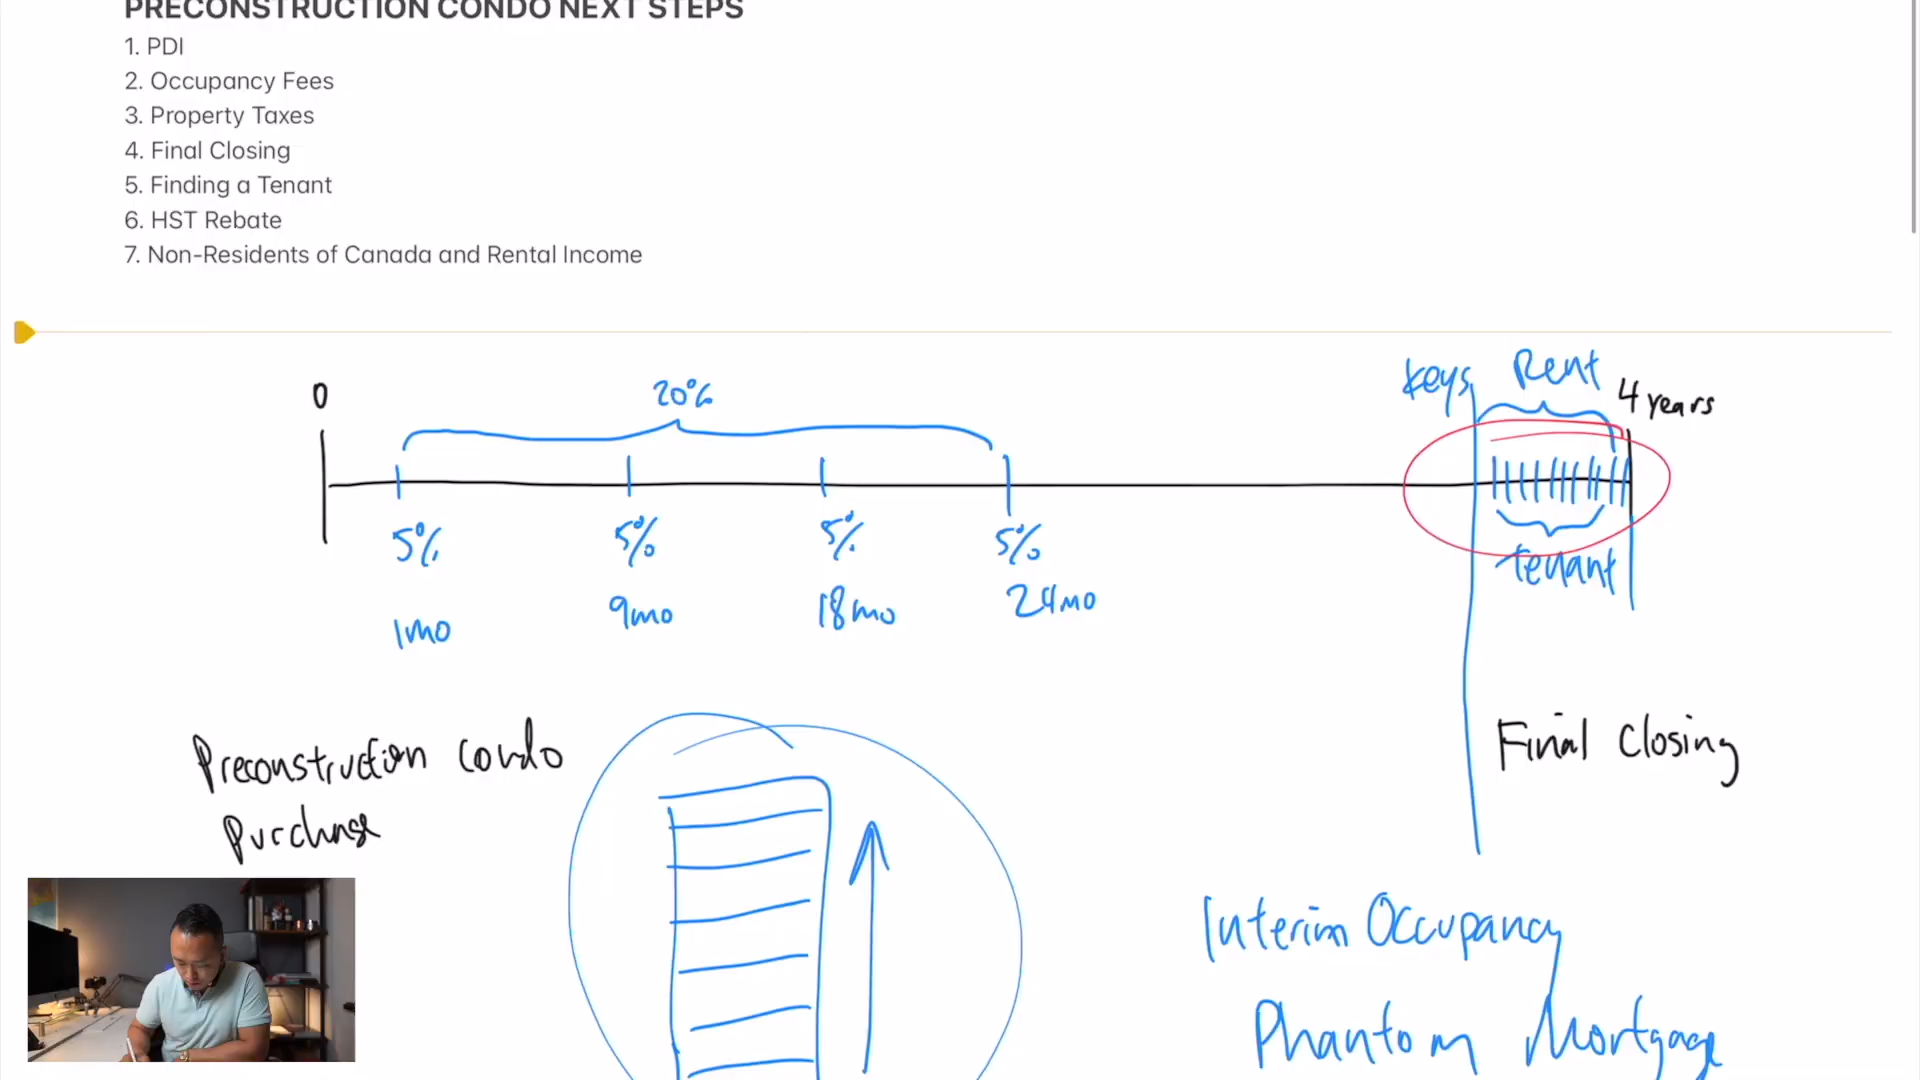 PRECONSTRUCTION CONDO NEXT STEPS
1. PDI
2. Occupancy Fees
3. Property Taxes
4. Final Closing
5. Finding a Tenant
6. HST Rebate
7. Non-Residents of Canada and Rental Income
0
20%
keys
Rent
4 years
5%
5%
5%
5%
tenant
1mo
9mo
18mo
24mo
Preconstruction condo
Purchase
Final Closing
Interim Occupancy
Phantom Mortgage